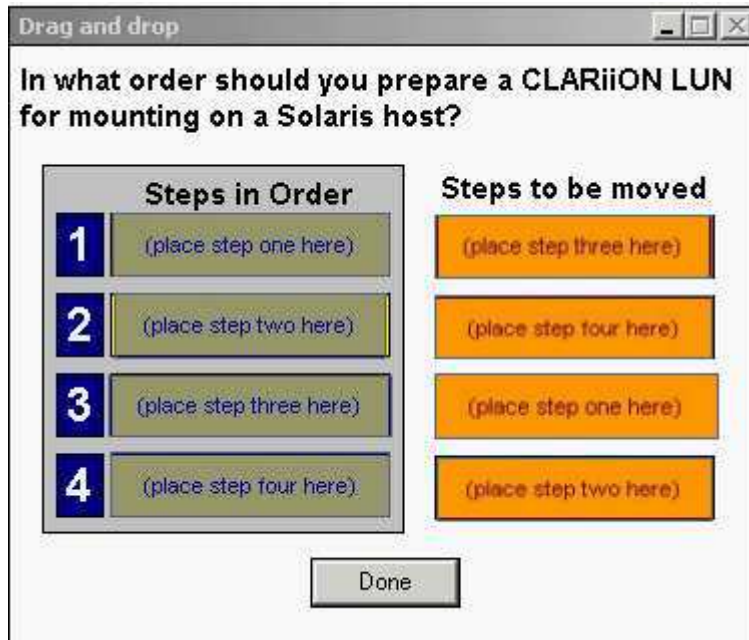 Drag and drop
In what order should you prepare a CLARiiON LUN
for mounting on a Solaris host?
Steps in Order
Steps to be moved
1
(place step one here)
(place step three here)
2
(place step two here)
(place step four here)
3
(place step three here)
(place step one here)
4
(place step four here)
(place step two here)
Done